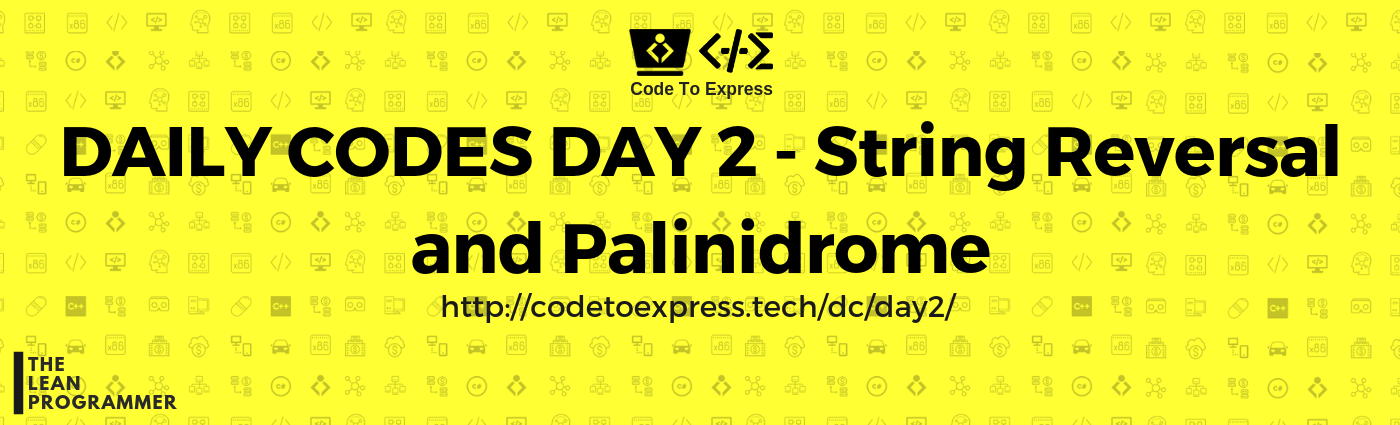 Code To Express
DAILY CODES DAY 2 - String Reversal
and Palinidrome
http://codetoexpress.tech/dc/day2/
THE
LEAN
PROGRAMMER